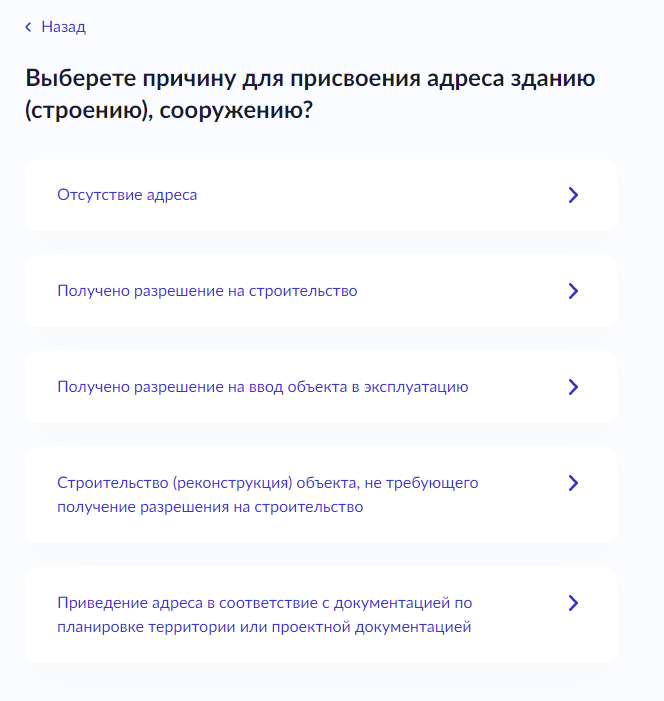 Назад
Выберете причину для присвоения адреса зданию
(строению), сооружению?
Отсутствие адреса
Получено разрешение на строительство
Получено разрешение на ввод объекта в эксплуатацию
Строительство (реконструкция) объекта, не требующего
получение разрешения на строительство
Приведение адреса в соответствие с документацией по
планировке территории или проектной документацией